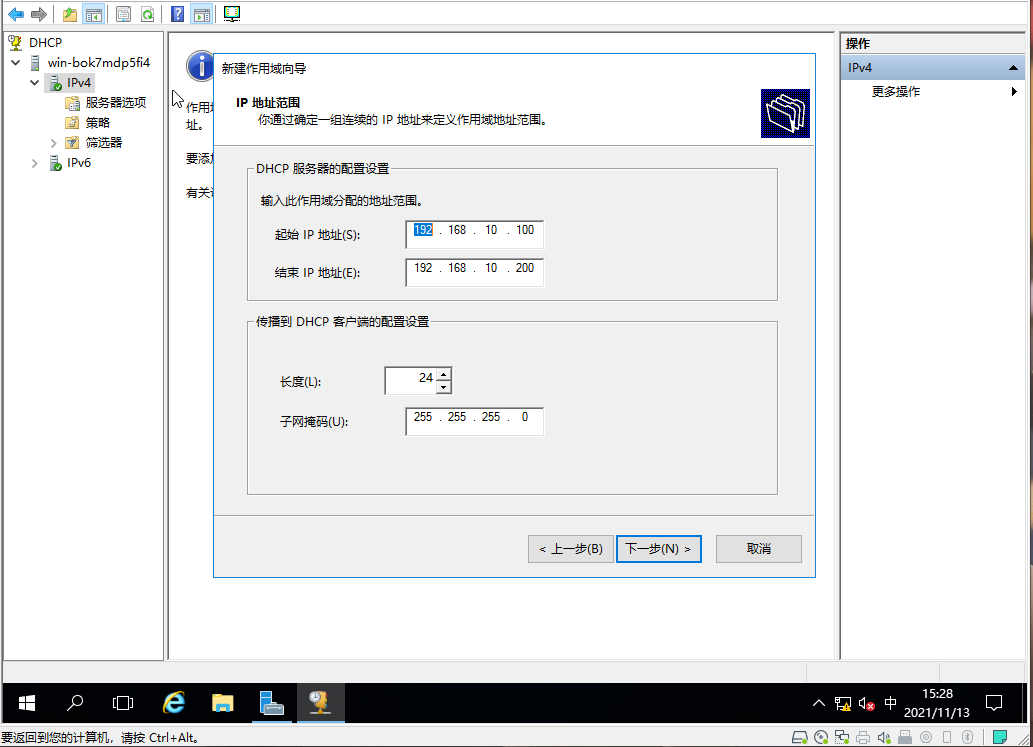 DHCP
win-bok7mdp5fi4
IPv4
服务器选项
策略
筛选器
IPv6
作用
址。
要添加
有关
新建作用域向导
IP 地址范围
你通过确定一组连续的 IP 地址来定义作用域地址范围。
DHCP 服务器的配置设置
输入此作用域分配的地址范围。
起始 IP 地址(S):
192 . 168 . 10 . 100
结束 IP 地址(E):
192 . 168 . 10 . 200
传播到 DHCP 客户端的配置设置
长度(L):
24
子网掩码(U):
255 . 255 . 255 . 0
< 上一步(B)
下一步(N) >
取消
操作
IPv4
更多操作
中
15:28
2021/11/13
要返回到您的计算机，请按 Ctrl+Alt。